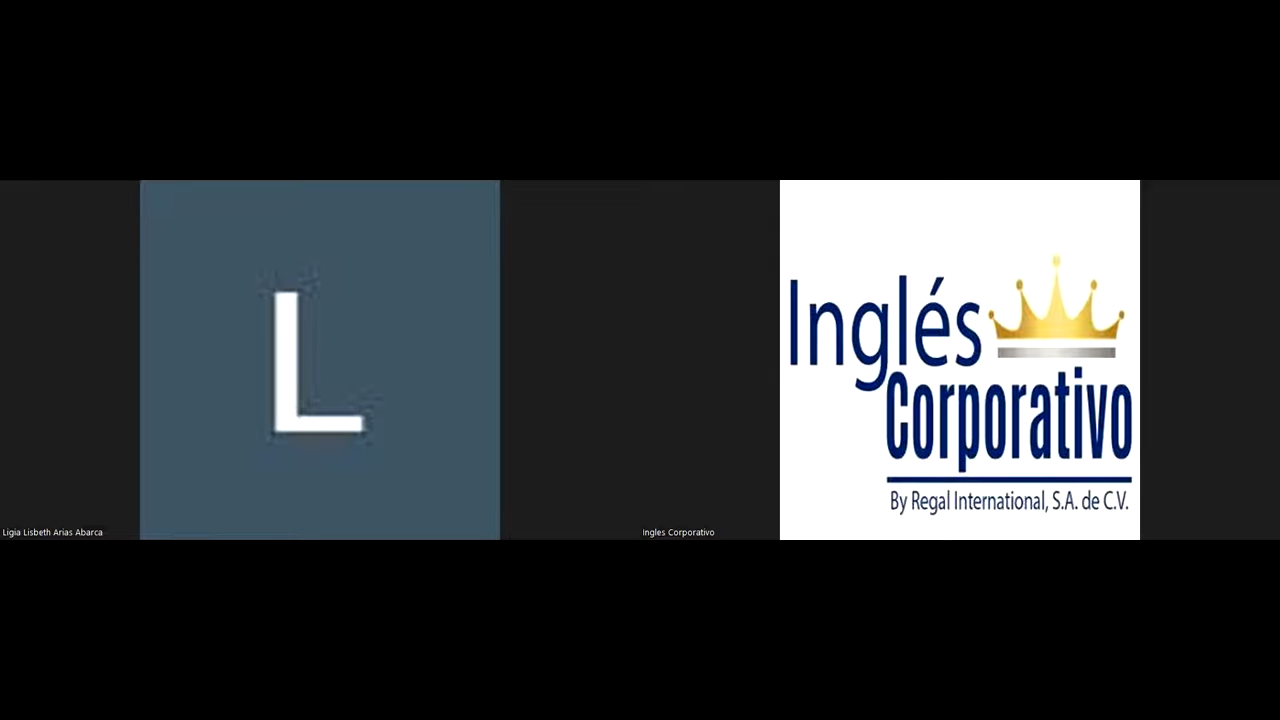 L
Inglés
Corporativo
By Regal International, S.A. de C.V.
Ligia Lisbeth Arias Abarca
Ingles Corporativo